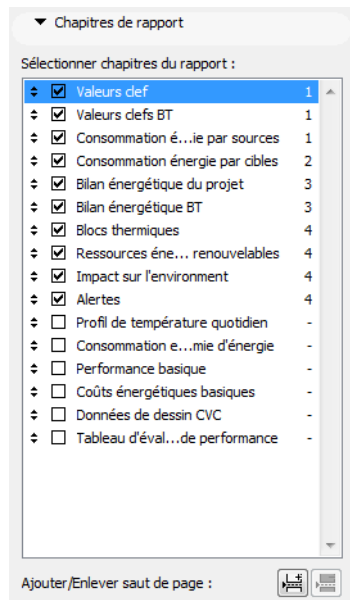 Chapitres de rapport
Sélectionner chapitres du rapport :
Valeurs clef 1
Valeurs clefs BT 1
Consommation é...ie par sources 1
Consommation énergie par cibles 2
Bilan énergétique du projet 3
Bilan énergétique BT 3
Blocs thermiques 4
Ressources éne... renouvelables 4
Impact sur l'environment 4
Alertes 4
Profil de température quotidien -
Consommation e...mie d'énergie -
Performance basique -
Coûts énergétiques basiques -
Données de dessin CVC -
Tableau d'éval...de performance -
Ajouter/Enlever saut de page :